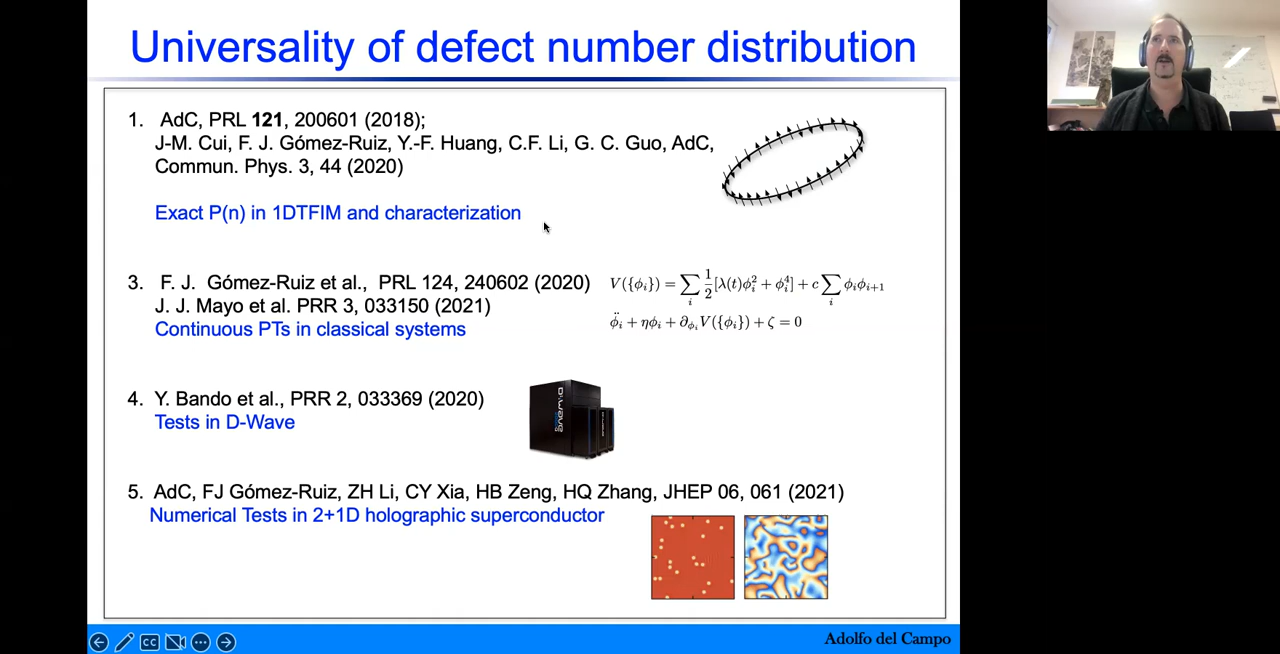 Universality of defect number distribution
1. AdC, PRL 121, 200601 (2018);
J-M. Cui, F. J. Gómez-Ruiz, Y.-F. Huang, C.F. Li, G. C. Guo, AdC,
Commun. Phys. 3, 44 (2020)
Exact P(n) in 1DTFIM and characterization
3. F. J. Gómez-Ruiz et al., PRL 124, 240602 (2020)
J. J. Mayo et al. PRR 3, 033150 (2021)
Continuous PTs in classical systems
V({ϕᵢ}) = ∑ᵢ 1/2[λ(t)ϕᵢ² + ϕᵢ⁴] + c∑ᵢ ϕᵢϕᵢ₊₁
ϕ̈ᵢ + ηϕᵢ + ∂_ϕᵢ V({ϕᵢ}) + ζ = 0
4. Y. Bando et al., PRR 2, 033369 (2020)
Tests in D-Wave
D:WAVE
5. AdC, FJ Gómez-Ruiz, ZH Li, CY Xia, HB Zeng, HQ Zhang, JHEP 06, 061 (2021)
Numerical Tests in 2+1D holographic superconductor
CC
Adolfo del Campo